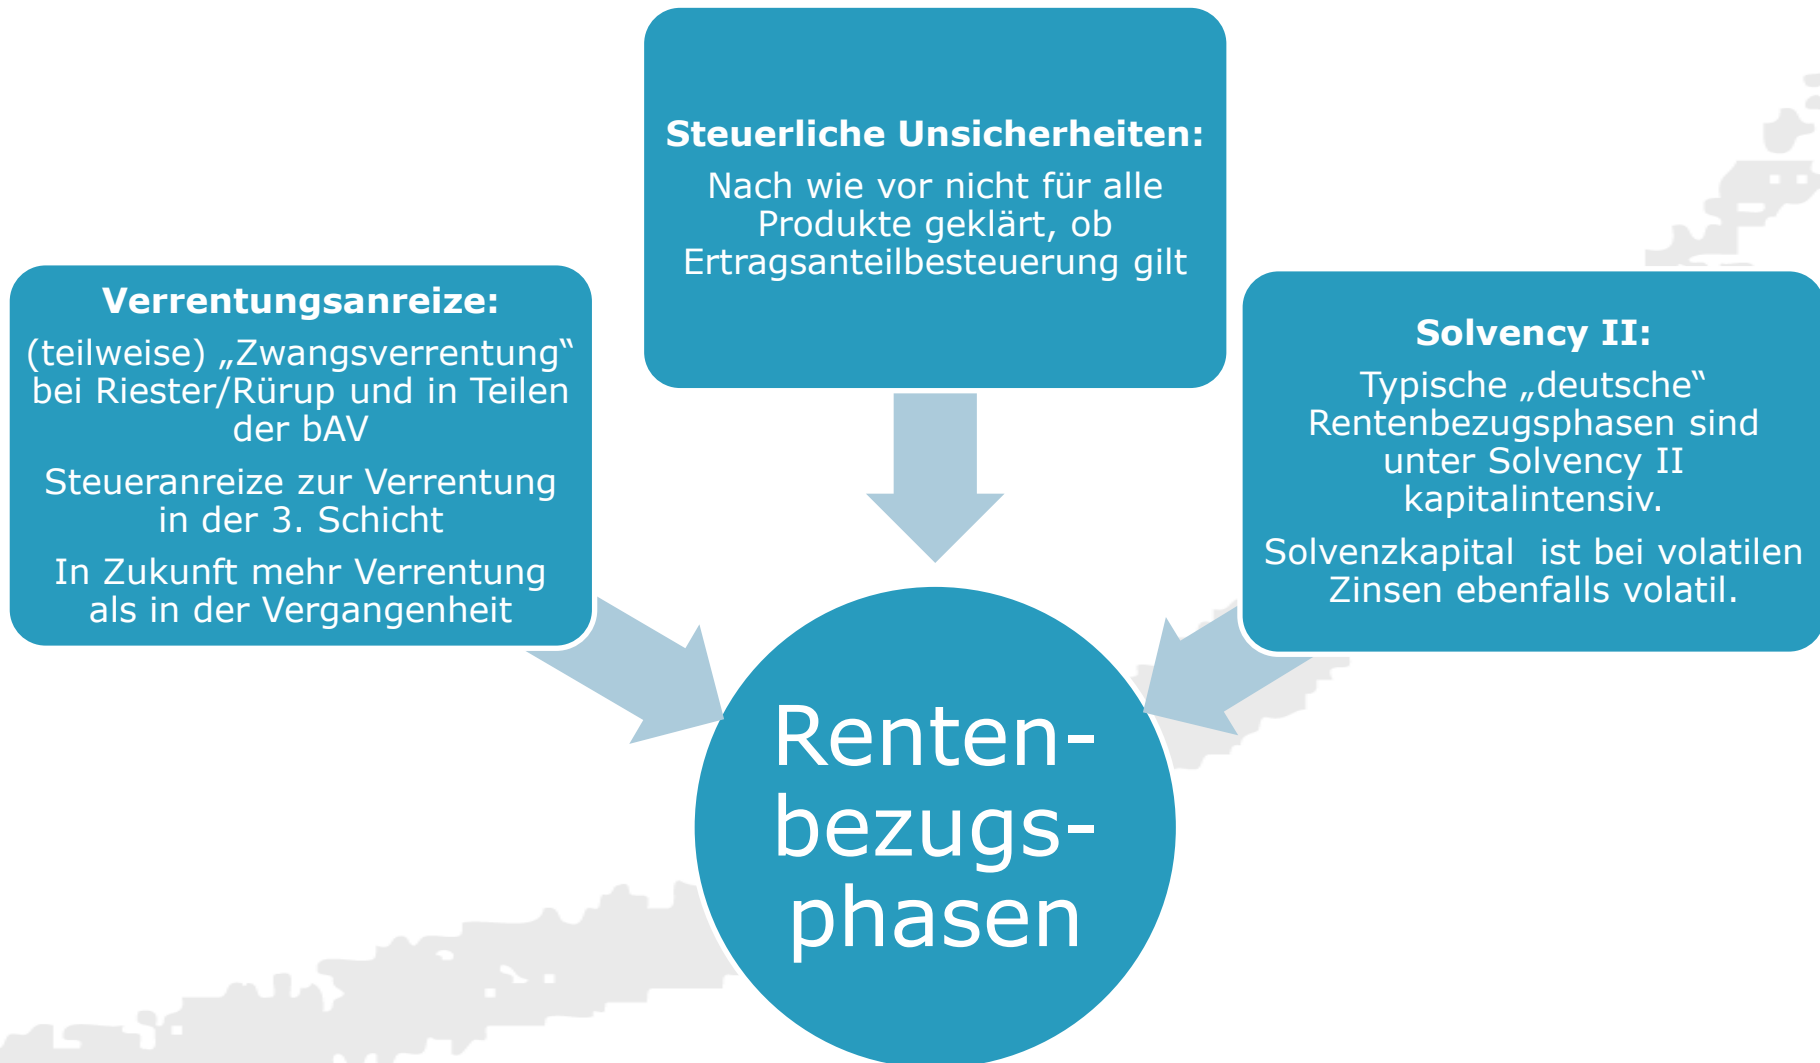 Steuerliche Unsicherheiten:
Nach wie vor nicht für alle
Produkte geklärt, ob
Ertragsanteilbesteuerung gilt
Verrentungsanreize:
(teilweise) „Zwangsverrentung“
bei Riester/Rürup und in Teilen
der bAV
Steueranreize zur Verrentung
in der 3. Schicht
In Zukunft mehr Verrentung
als in der Vergangenheit
Solvency II:
Typische „deutsche“
Rentenbezugsphasen sind
unter Solvency II
kapitalintensiv.
Solvenzkapital  ist bei volatilen
Zinsen ebenfalls volatil.
Renten-
bezugs-
phasen